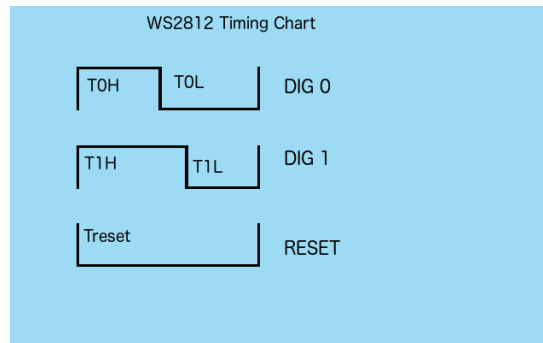 WS2812 Timing Chart
T0H T0L DIG 0
T1H T1L DIG 1
Treset RESET